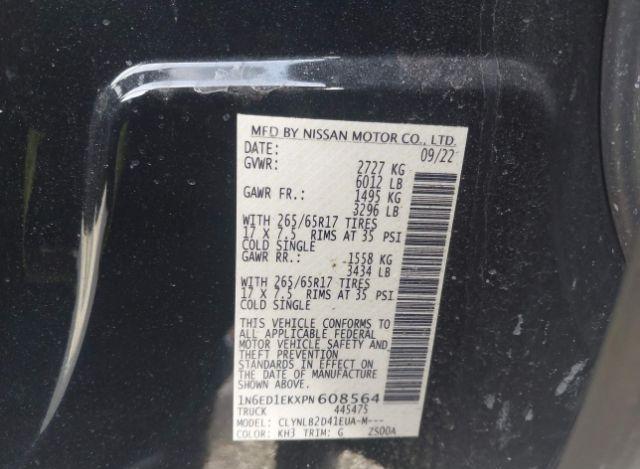 MFD BY NISSAN MOTOR CO., LTD.
DATE: 09/22
GVWR: 2727 KG
6012 LB
GAWR FR.: 1495 KG
3296 LB
WITH 265/65R17 TIRES
17 X 7.5 RIMS AT 35 PSI
COLD SINGLE
GAWR RR.: 1558 KG
3434 LB
WITH 265/65R17 TIRES
17 X 7.5 RIMS AT 35 PSI
COLD SINGLE
THIS VEHICLE CONFORMS TO
ALL APPLICABLE FEDERAL
MOTOR VEHICLE SAFETY AND
THEFT PREVENTION
STANDARDS IN EFFECT ON
THE DATE OF MANUFACTURE
SHOWN ABOVE.
1N6ED1EKXPN608564
TRUCK 445475
MODEL: CLYNLB2D41EUA-M---
COLOR: KH3 TRIM: G ZS00A